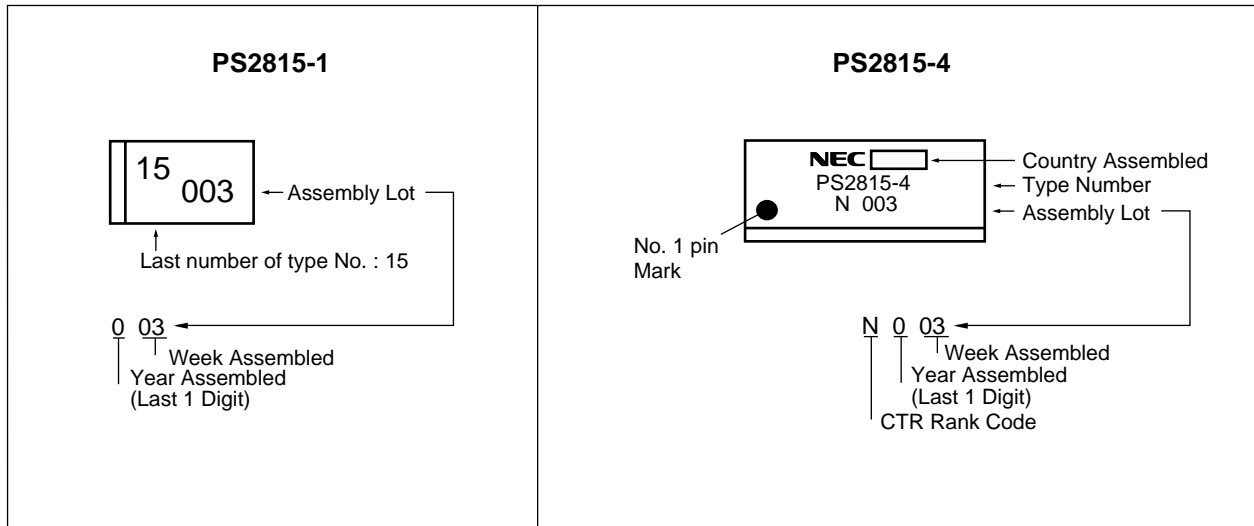 PS2815-1
15
003
Assembly Lot
Last number of type No. : 15
0 03
Week Assembled
Year Assembled
(Last 1 Digit)
PS2815-4
NEC
Country Assembled
PS2815-4
Type Number
N 003
Assembly Lot
No. 1 pin
Mark
N 0 03
Week Assembled
Year Assembled
(Last 1 Digit)
CTR Rank Code